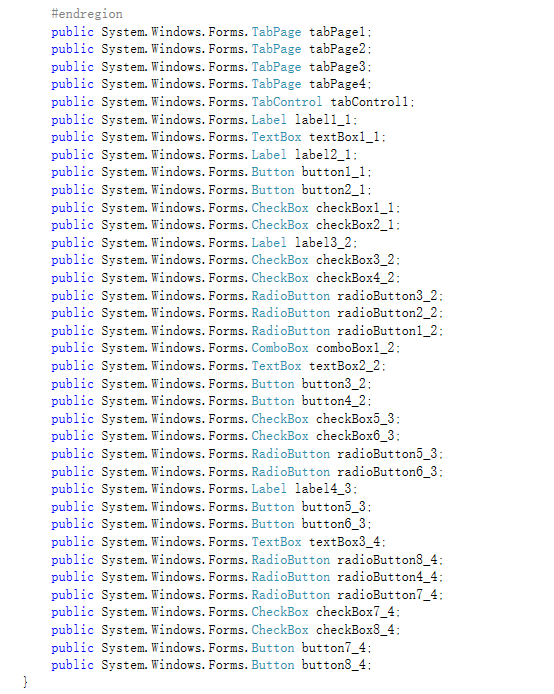 #endregion
public System.Windows.Forms.TabPage tabPage1;
public System.Windows.Forms.TabPage tabPage2;
public System.Windows.Forms.TabPage tabPage3;
public System.Windows.Forms.TabPage tabPage4;
public System.Windows.Forms.TabControl tabControl1;
public System.Windows.Forms.Label label1_1;
public System.Windows.Forms.TextBox textBox1_1;
public System.Windows.Forms.Label label2_1;
public System.Windows.Forms.Button button1_1;
public System.Windows.Forms.Button button2_1;
public System.Windows.Forms.CheckBox checkBox1_1;
public System.Windows.Forms.CheckBox checkBox2_1;
public System.Windows.Forms.Label label3_2;
public System.Windows.Forms.CheckBox checkBox3_2;
public System.Windows.Forms.CheckBox checkBox4_2;
public System.Windows.Forms.RadioButton radioButton3_2;
public System.Windows.Forms.RadioButton radioButton2_2;
public System.Windows.Forms.RadioButton radioButton1_2;
public System.Windows.Forms.ComboBox comboBox1_2;
public System.Windows.Forms.TextBox textBox2_2;
public System.Windows.Forms.Button button3_2;
public System.Windows.Forms.Button button4_2;
public System.Windows.Forms.CheckBox checkBox5_3;
public System.Windows.Forms.CheckBox checkBox6_3;
public System.Windows.Forms.RadioButton radioButton5_3;
public System.Windows.Forms.RadioButton radioButton6_3;
public System.Windows.Forms.Label label4_3;
public System.Windows.Forms.Button button5_3;
public System.Windows.Forms.Button button6_3;
public System.Windows.Forms.TextBox textBox3_4;
public System.Windows.Forms.RadioButton radioButton8_4;
public System.Windows.Forms.RadioButton radioButton4_4;
public System.Windows.Forms.RadioButton radioButton7_4;
public System.Windows.Forms.CheckBox checkBox7_4;
public System.Windows.Forms.CheckBox checkBox8_4;
public System.Windows.Forms.Button button7_4;
public System.Windows.Forms.Button button8_4;
}